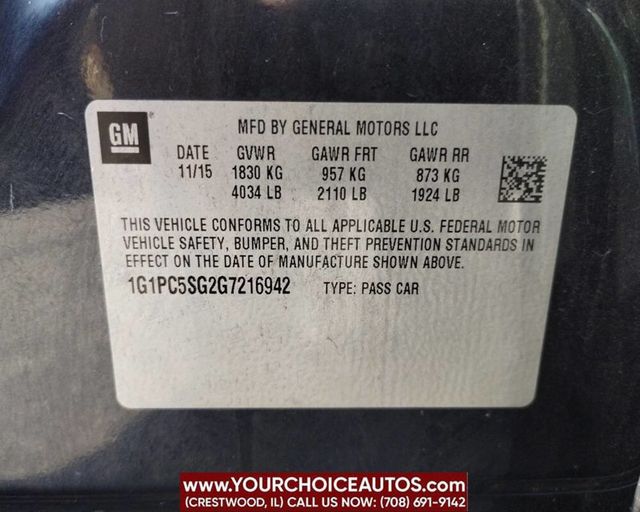 GM
MFD BY GENERAL MOTORS LLC
DATE GVWR GAWR FRT GAWR RR
11/15 1830 KG 957 KG 873 KG
4034 LB 2110 LB 1924 LB
THIS VEHICLE CONFORMS TO ALL APPLICABLE U.S. FEDERAL MOTOR
VEHICLE SAFETY, BUMPER, AND THEFT PREVENTION STANDARDS IN
EFFECT ON THE DATE OF MANUFACTURE SHOWN ABOVE.
1G1PC5SG2G7216942 TYPE: PASS CAR
WWW.YOURCHOICEAUTOS.COM
(CRESTWOOD, IL) CALL US NOW: (708) 691-9142